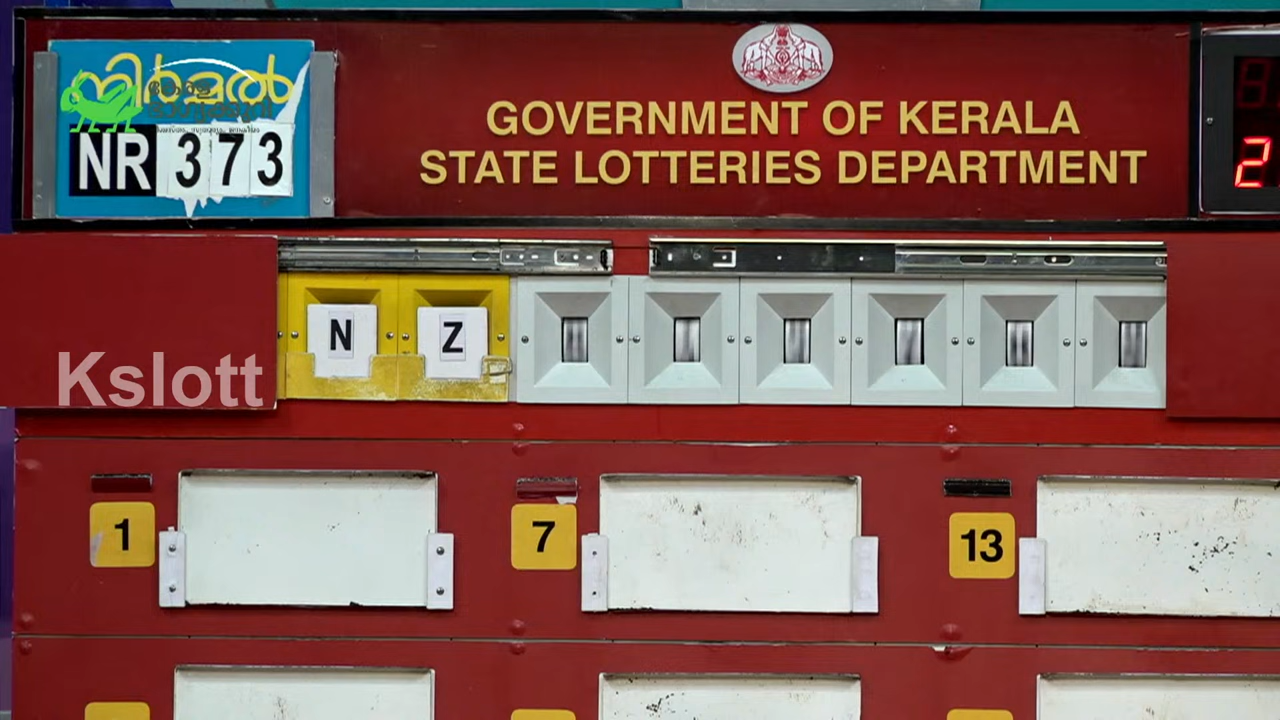 നിർമൽ
NR 373
GOVERNMENT OF KERALA
STATE LOTTERIES DEPARTMENT
2
N Z
Kslott
1
7
13